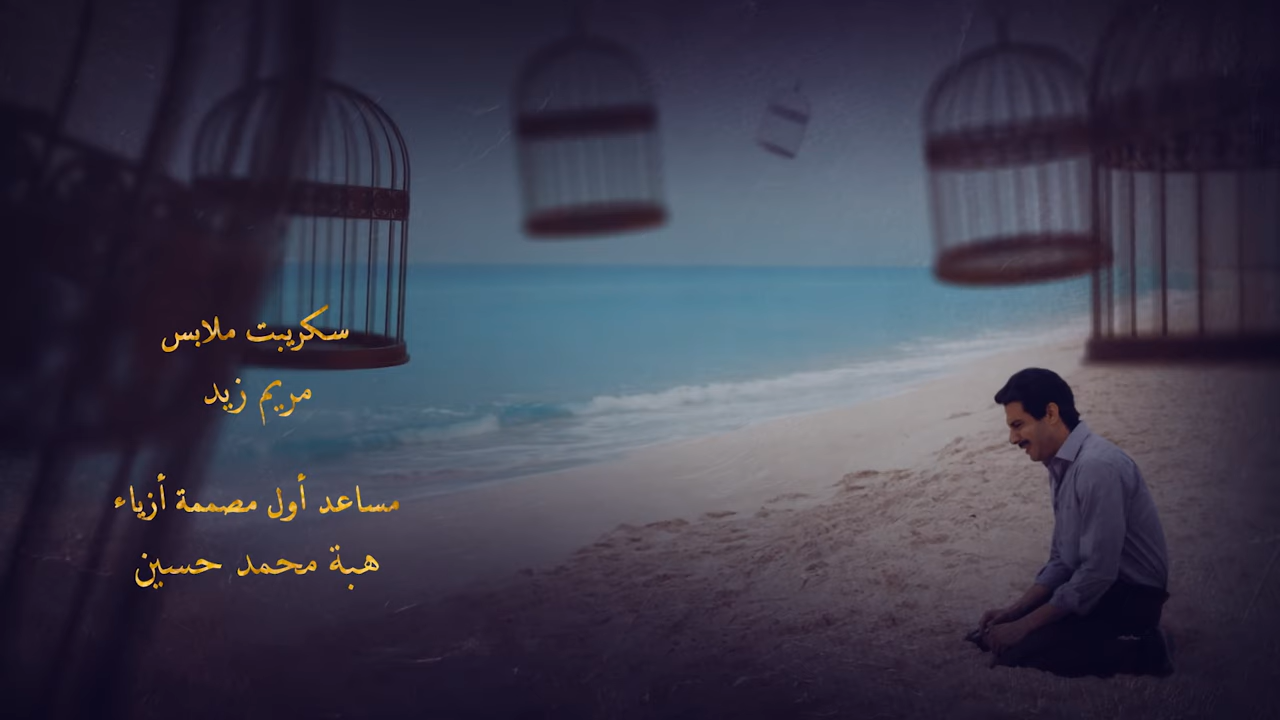 سكريبت ملابس
مريم زيد
مساعد أول مصممة أزياء
هبة محمد حسين